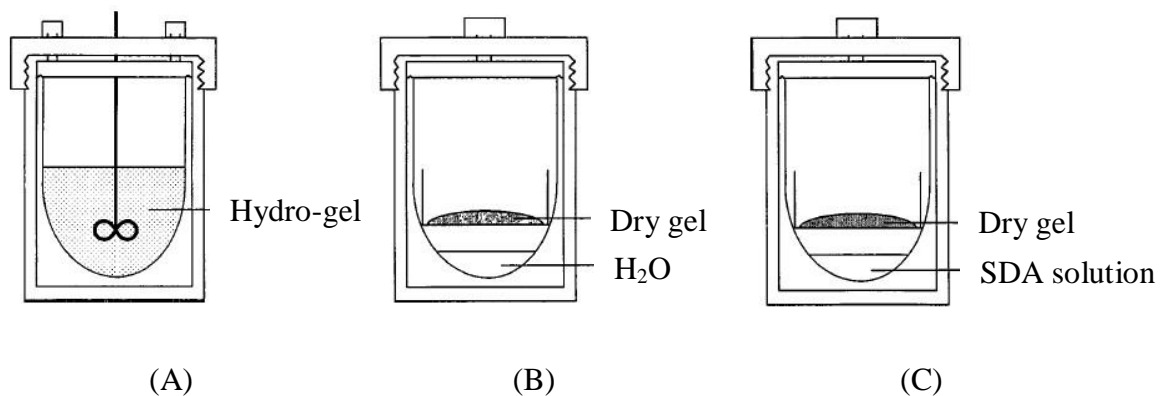 Hydro-gel
Dry gel
H₂O
Dry gel
SDA solution
(A)
(B)
(C)